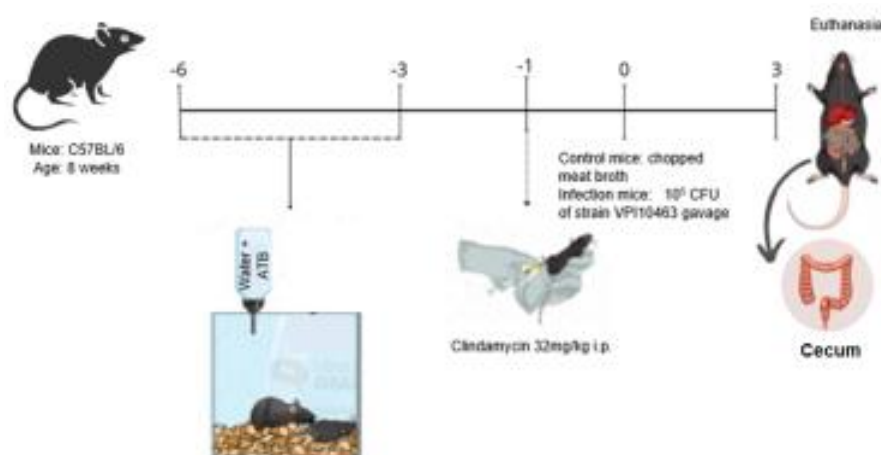 Euthanasia
-6
-3
-1
0
3
Mice: C57BL/6
Age: 8 weeks
Control mice: chopped
meat broth
Infection mice: 10⁵ CFU
of strain VPI10463 gavage
Water +
ATB
Clindamycin 32mg/kg i.p.
Cecum